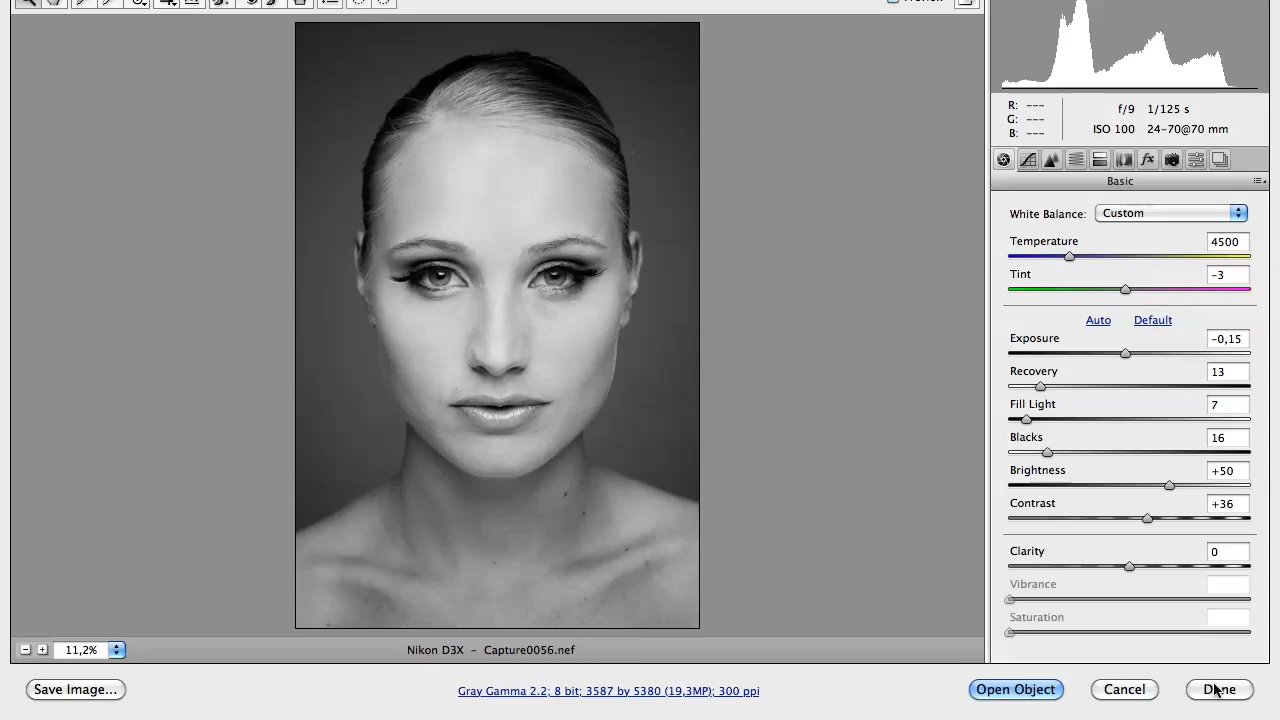 R: ---
G: ---
B: ---
f/9 1/125 s
ISO 100 24-70@70 mm
fx
Basic
White Balance: Custom
Temperature 4500
Tint -3
Auto Default
Exposure -0,15
Recovery 13
Fill Light 7
Blacks 16
Brightness +50
Contrast +36
Clarity 0
Vibrance
Saturation
11,2% Nikon D3X - Capture0056.nef
Save Image... Gray Gamma 2.2; 8 bit; 3587 by 5380 (19,3MP); 300 ppi Open Object Cancel Done